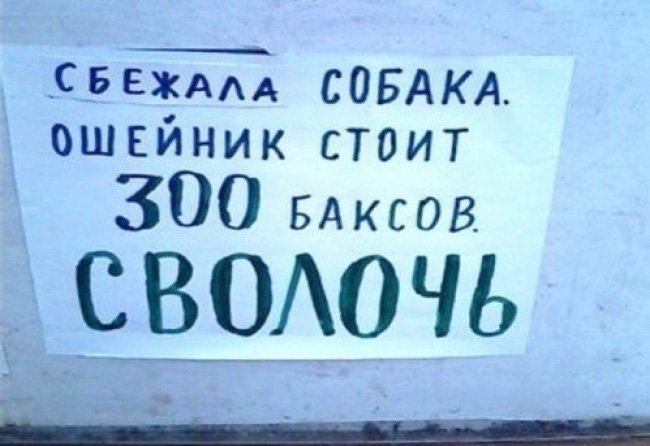 СБЕЖАЛА СОБАКА.
ОШЕЙНИК СТОИТ
300 БАКСОВ.
СВОЛОЧЬ